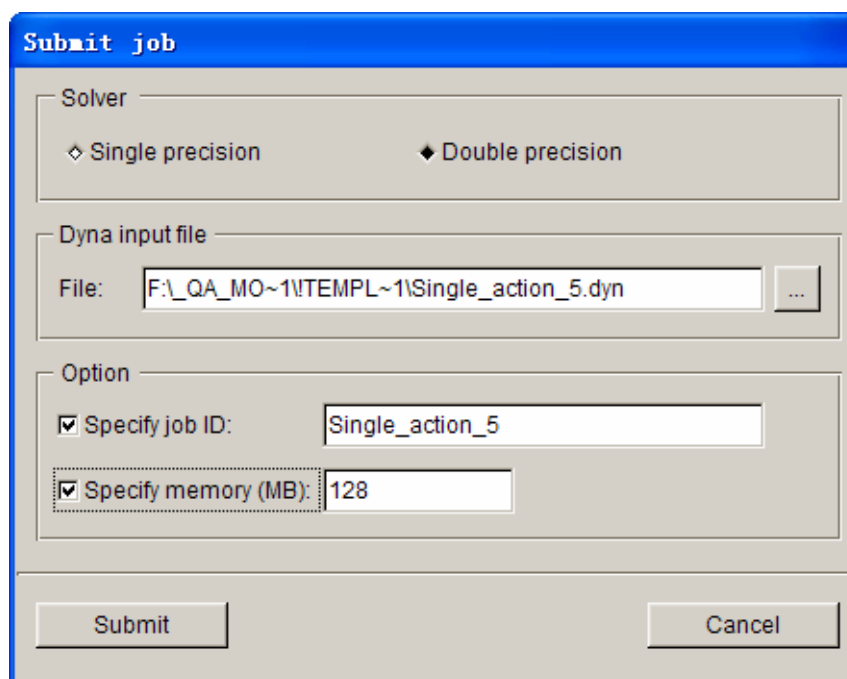 Submit job
Solver
Single precision Double precision
Dyna input file
File: F:\_QA_MO~1\!TEMPL~1\Single_action_5.dyn ...
Option
Specify job ID: Single_action_5
Specify memory (MB): 128
Submit Cancel